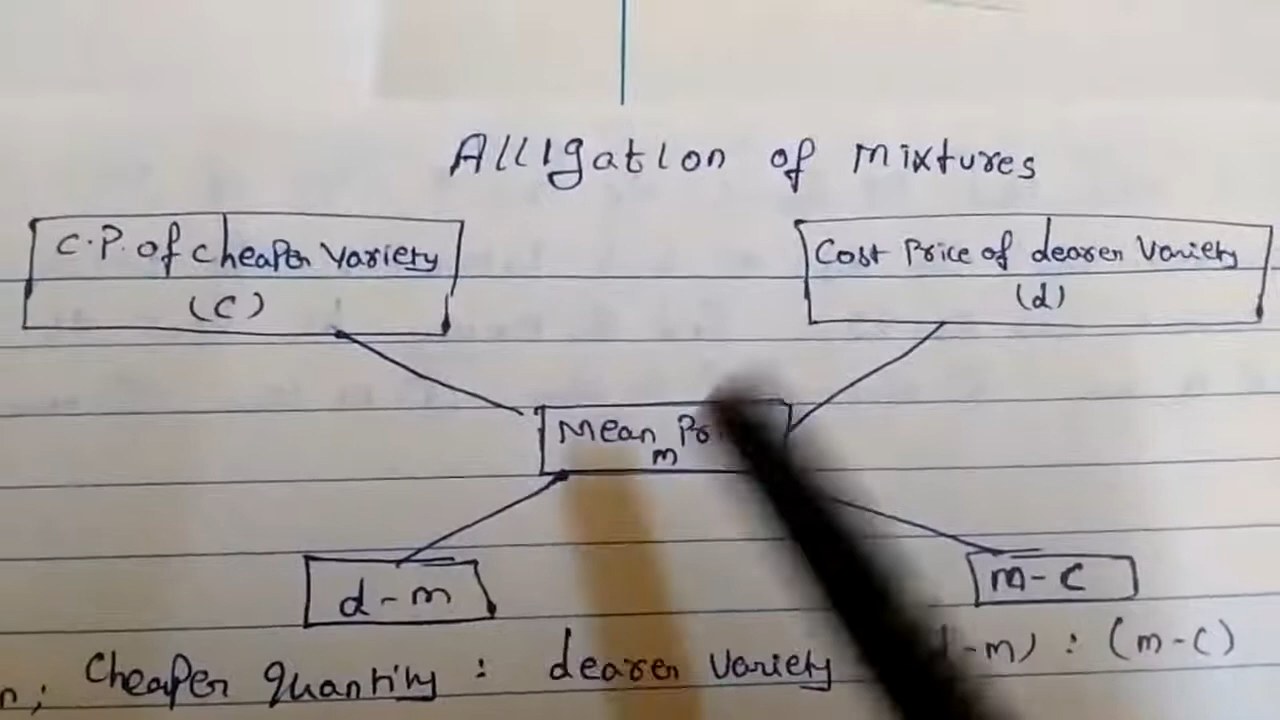 Alligation of mixtures
C.P. of cheaper variety
(c)
Cost Price of dearer variety
(d)
Mean
m
d-m
m-c
Cheaper quantity : dearer variety -m) : (m-c)